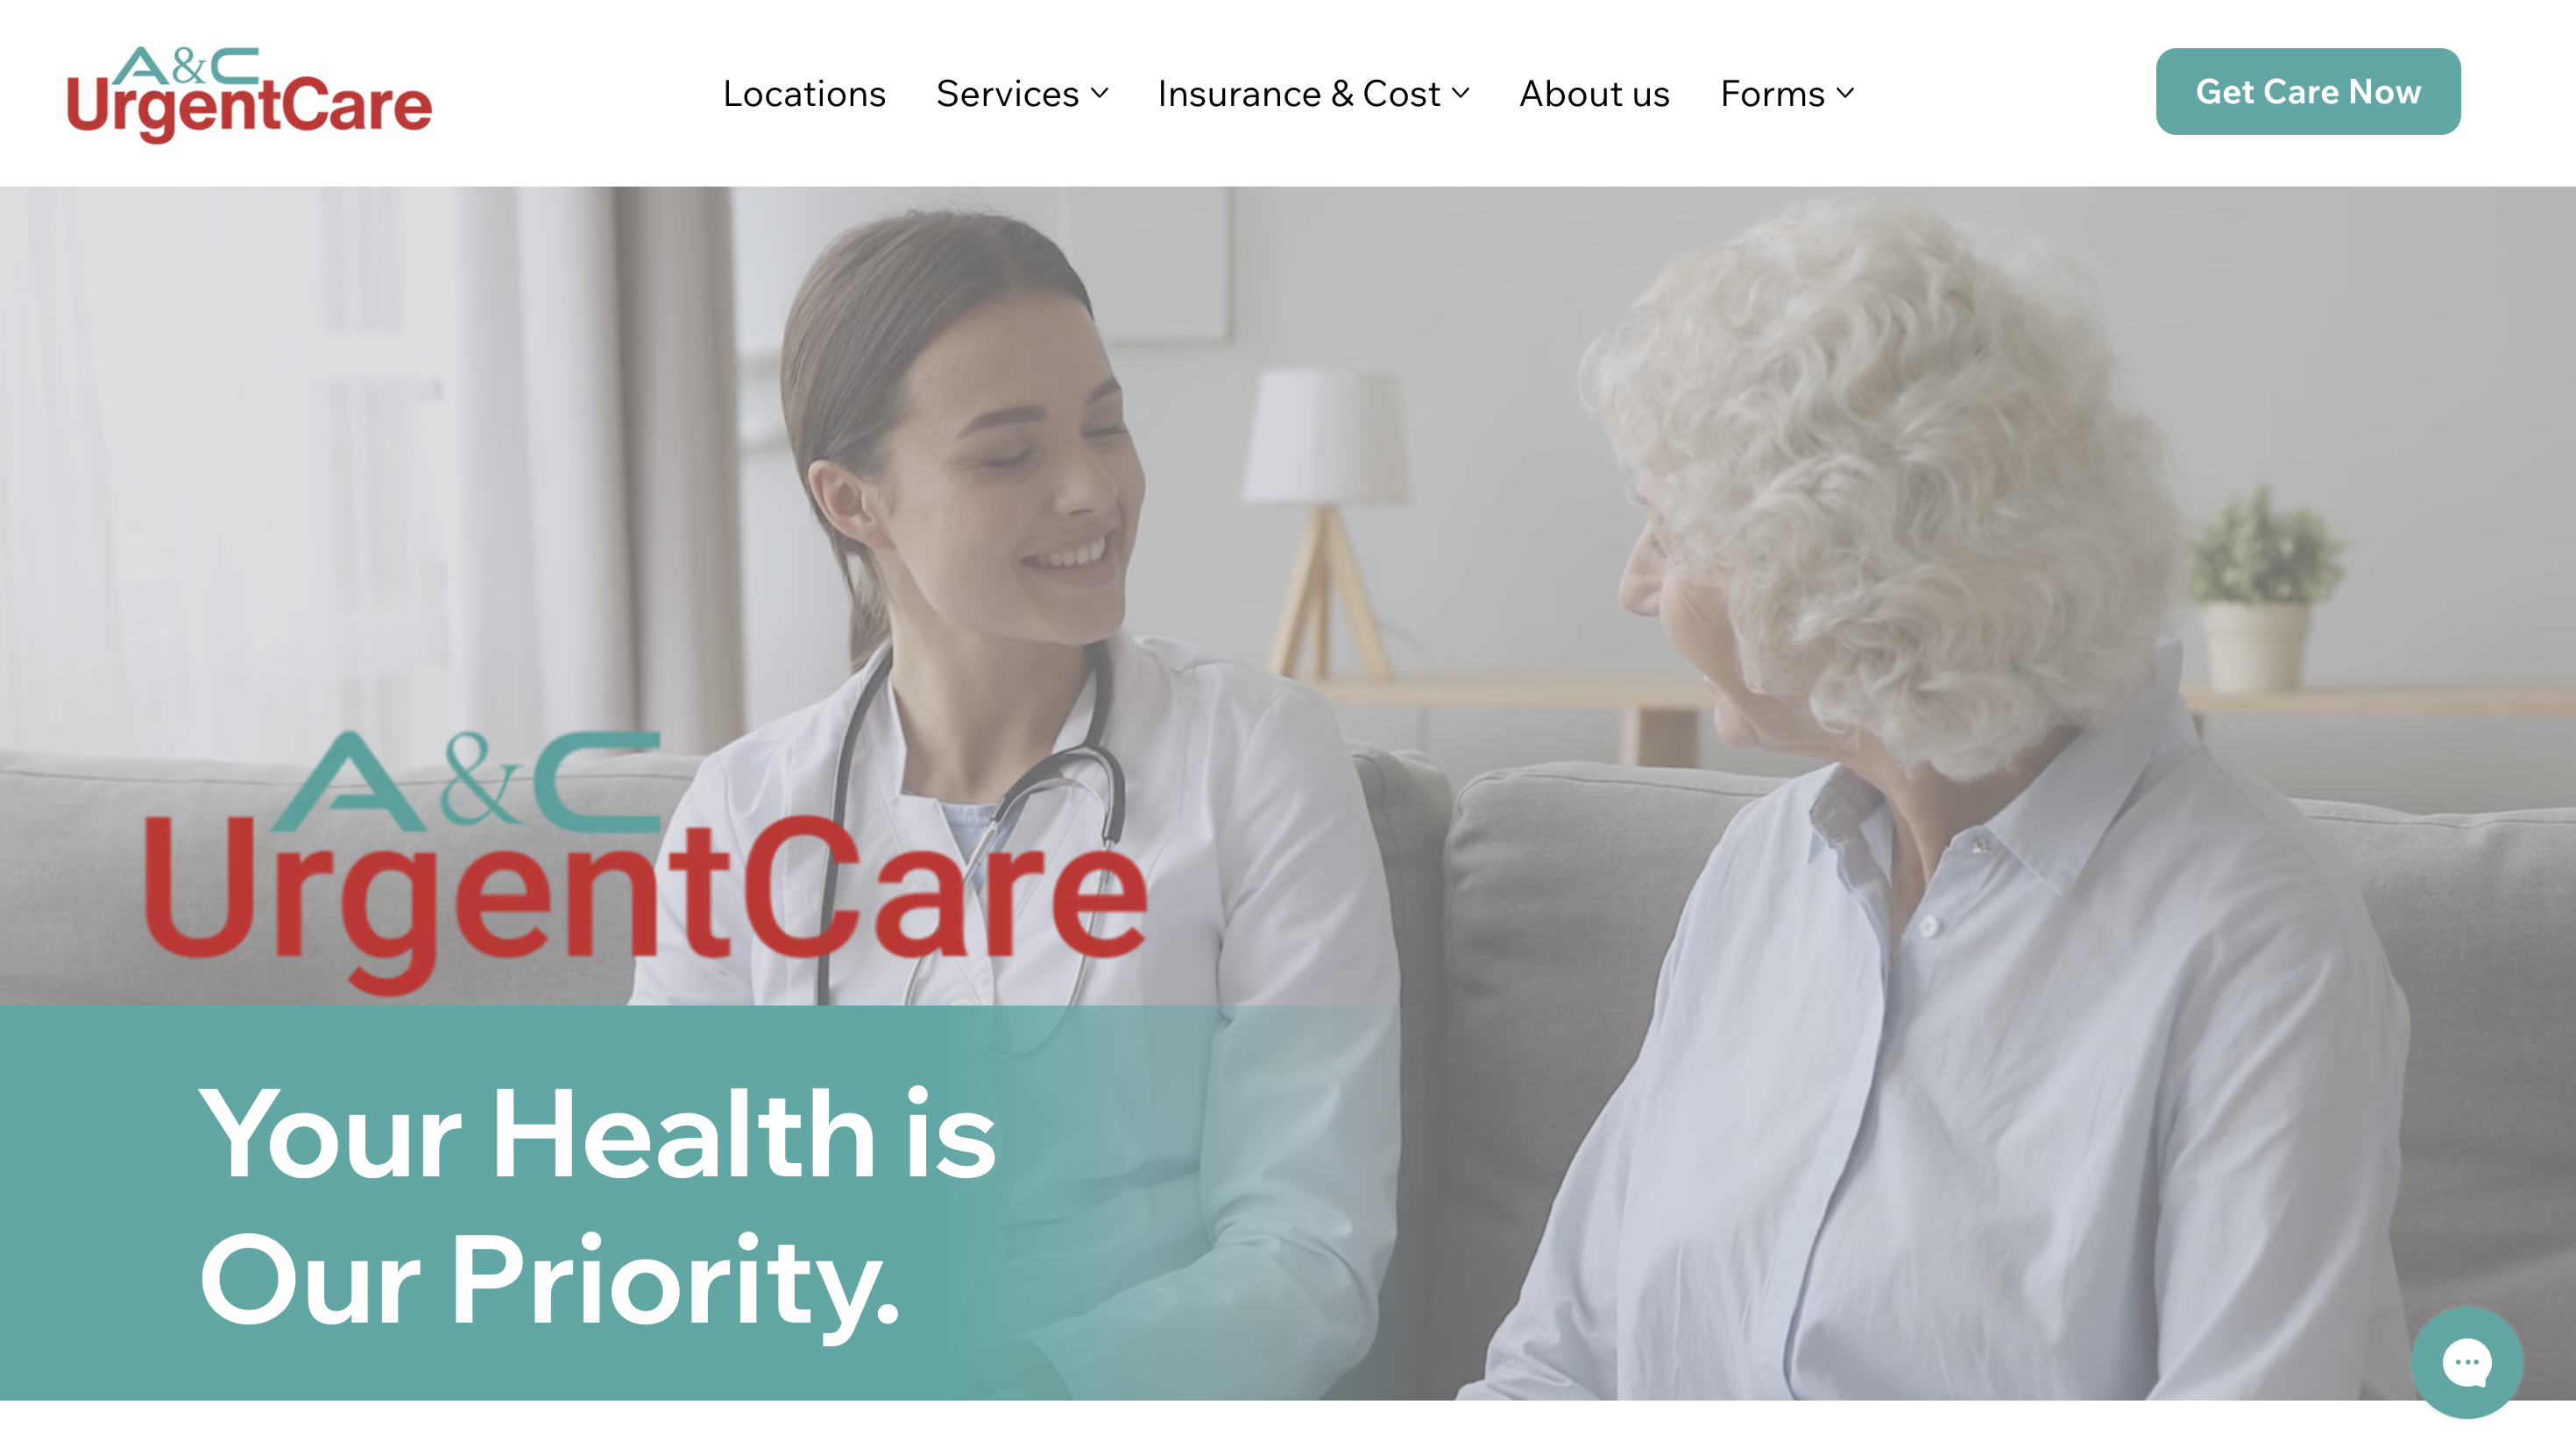 A&C
UrgentCare
Locations
Services
Insurance & Cost
About us
Forms
Get Care Now
A&C
UrgentCare
Your Health is
Our Priority.